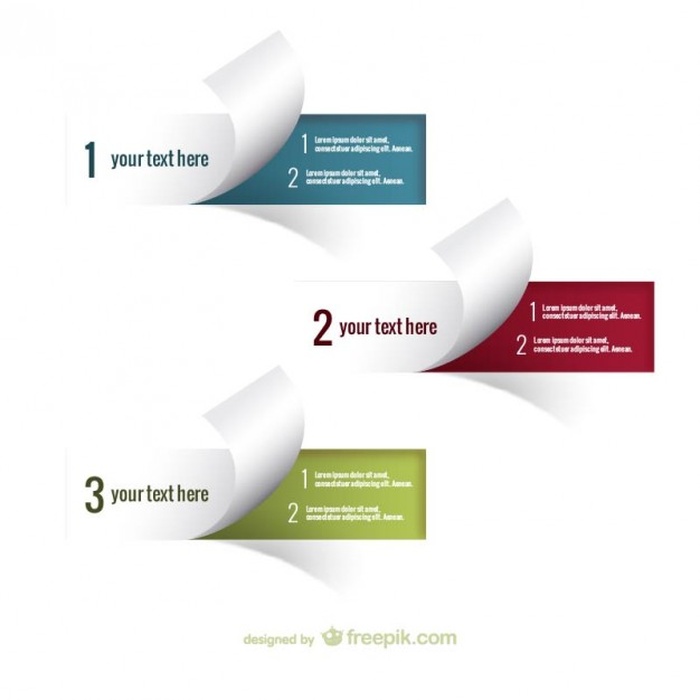 1 your text here
1 Lorem ipsum dolor sit amet,
consectetuer adipiscing elit. Aenean.
2 Lorem ipsum dolor sit amet,
consectetuer adipiscing elit. Aenean.
2 your text here
1 Lorem ipsum dolor sit amet,
consectetuer adipiscing elit. Aenean.
2 Lorem ipsum dolor sit amet,
consectetuer adipiscing elit. Aenean.
3 your text here
1 Lorem ipsum dolor sit amet,
consectetuer adipiscing elit. Aenean.
2 Lorem ipsum dolor sit amet,
consectetuer adipiscing elit. Aenean.
designed by freepik.com